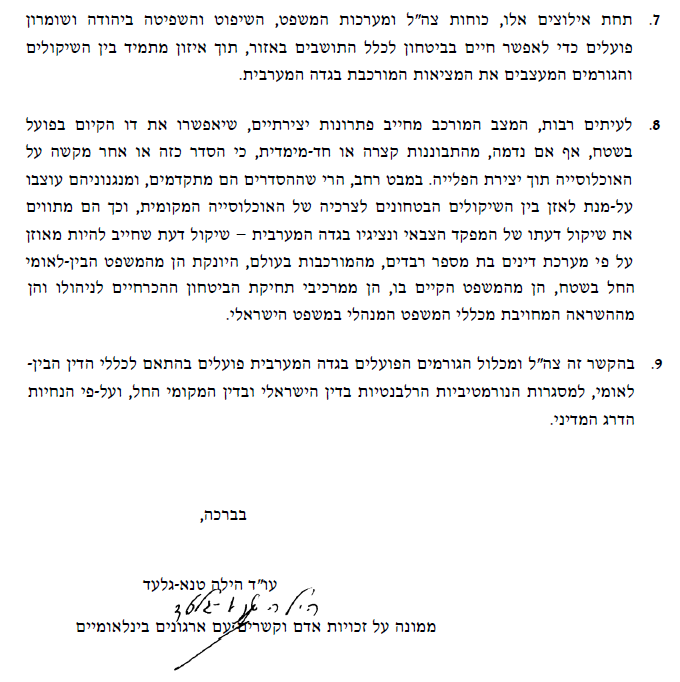 7. תחת אילוצים אלו, כוחות צה"ל ומערכות המשפט, השיפוט והשפיטה ביהודה ושומרון
פועלים כדי לאפשר חיים בביטחון לכלל התושבים באזור, תוך איזון מתמיד בין השיקולים
והגורמים המעצבים את המציאות המורכבת בגדה המערבית.
8. לעיתים רבות, המצב המורכב מחייב פתרונות יצירתיים, שיאפשרו את דו הקיום בפועל
בשטח, אף אם נדמה, מהתבוננות קצרה או חד-מימדית, כי הסדר כזה או אחר מקשה על
האוכלוסייה תוך יצירת הפלייה. במבט רחב, הרי שההסדרים הם מתקדמים, ומנגנוניהם עוצבו
על-מנת לאזן בין השיקולים הבטחונים לצרכיה של האוכלוסייה המקומית, וכך הם מתווים
את שיקול דעתו של המפקד הצבאי ונציגיו בגדה המערבית – שיקול דעת שחייב להיות מאוזן
על פי מערכת דינים בת מספר רבדים, מהמורכבות בעולם, היונקת הן מהמשפט הבין-לאומי
החל בשטח, הן מהמשפט הקיים בו, הן ממרכיבי תחיקת הביטחון ההכרחיים לניהולו והן
מההשראה המחויבת מכללי המשפט המנהלי במשפט הישראלי.
9. בהקשר זה צה"ל ומכלול הגורמים הפועלים בגדה המערבית פועלים בהתאם לכללי הדין הבין-
לאומי, למסגרות הנורמטיביות הרלבנטיות בדין הישראלי ובדין המקומי החל, ועל-פי הנחיות
הדרג המדיני.
בברכה,
עו"ד הילה טנא-גלעד
הילה טנא-גלעד
ממונה על זכויות אדם וקשרים עם ארגונים בינלאומיים